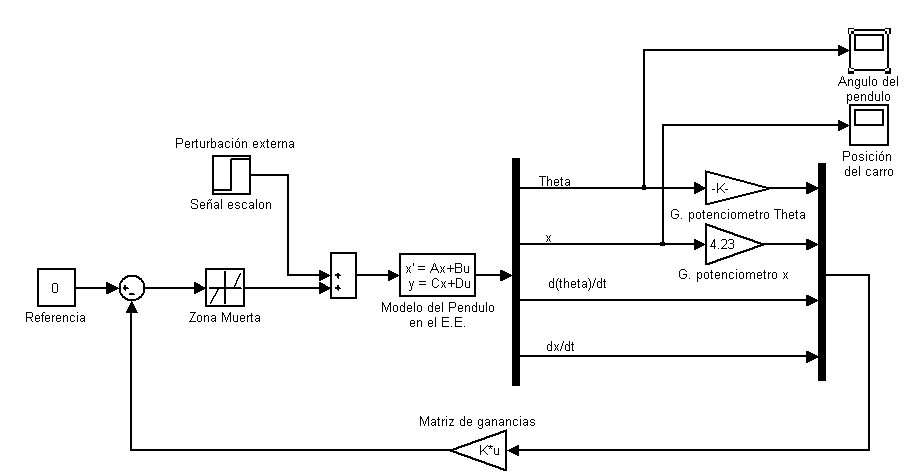 Angulo del
pendulo
Posición
del carro
Perturbación externa
Señal escalon
Theta
-K-
G. potenciometro Theta
x
4.23
G. potenciometro x
0
Referencia
+
-
Zona Muerta
+
+
x' = Ax+Bu
y = Cx+Du
Modelo del Pendulo
en el E.E.
d(theta)/dt
dx/dt
Matriz de ganancias
K*u